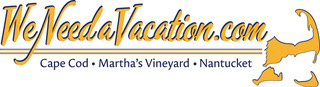 WeNeedaVacation.com
Cape Cod • Martha's Vineyard • Nantucket